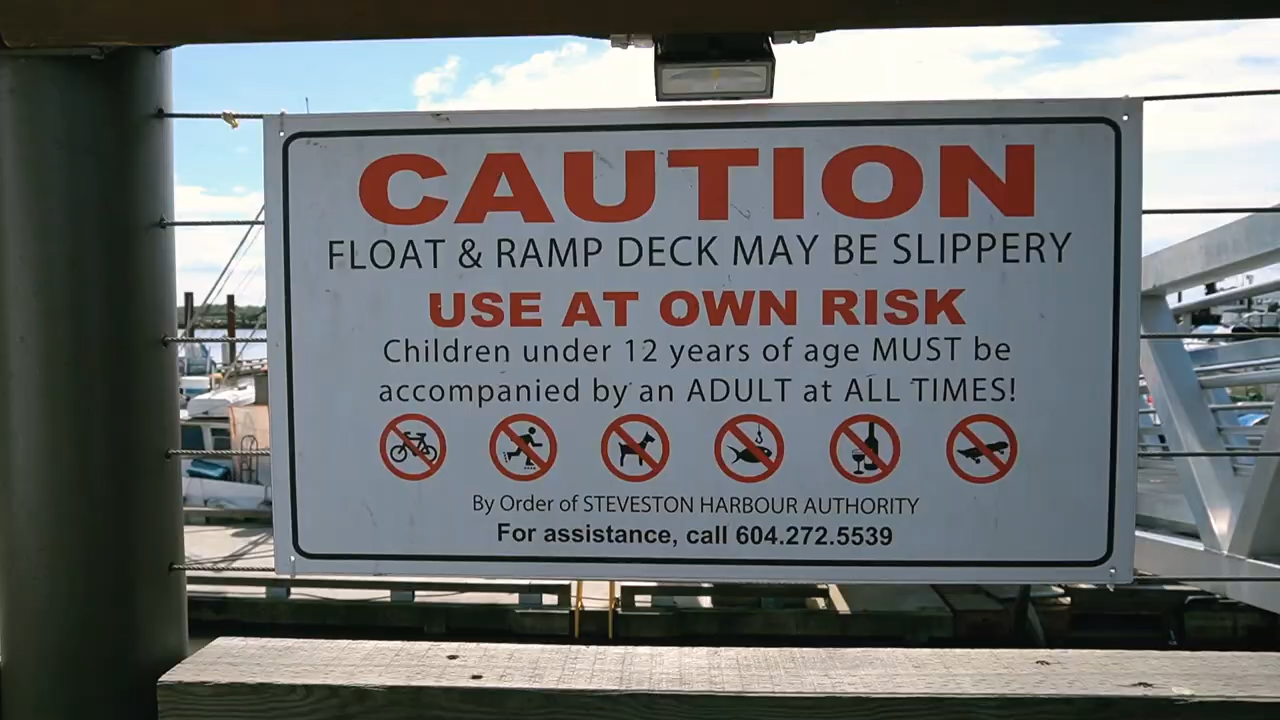 CAUTION
FLOAT & RAMP DECK MAY BE SLIPPERY
USE AT OWN RISK
Children under 12 years of age MUST be
accompanied by an ADULT at ALL TIMES!
By Order of STEVESTON HARBOUR AUTHORITY
For assistance, call 604.272.5539